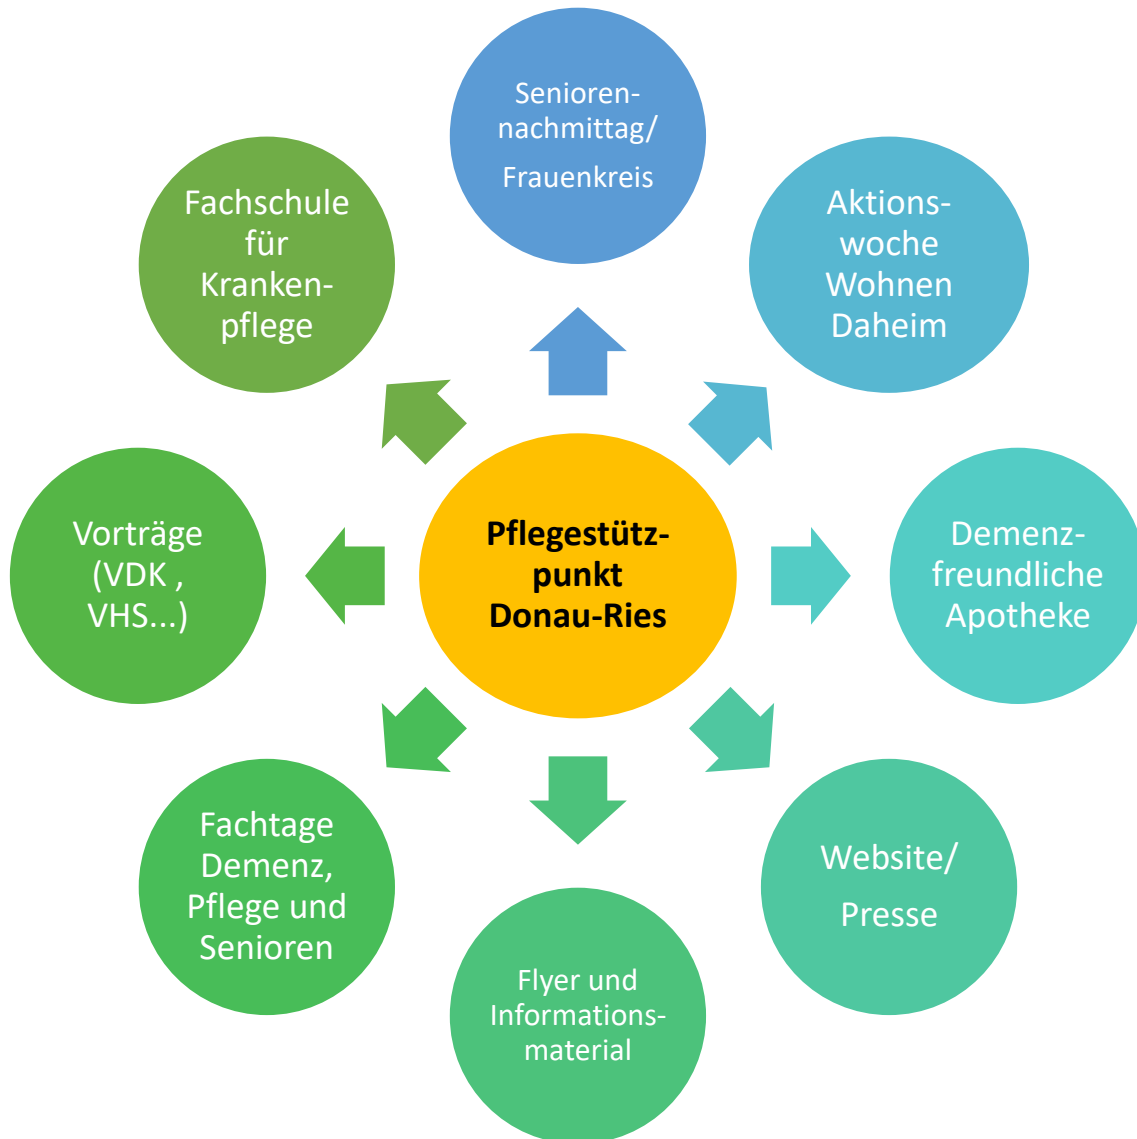 Senioren-
nachmittag/
Frauenkreis
Aktions-
woche
Wohnen
Daheim
Demenz-
freundliche
Apotheke
Website/
Presse
Flyer und
Informations-
material
Fachtage
Demenz,
Pflege und
Senioren
Vorträge
(VDK ,
VHS...)
Fachschule
für
Kranken-
pflege
Pflegestütz-
punkt
Donau-Ries